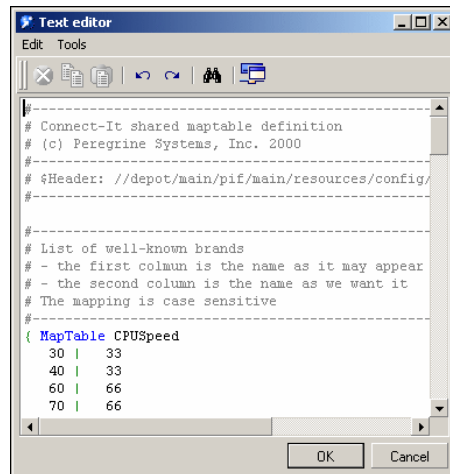 Text editor
Edit Tools
#------------------------------------------------------------
# Connect-It shared maptable definition
# (c) Peregrine Systems, Inc. 2000
#------------------------------------------------------------
# $Header: //depot/main/pif/main/resources/config/
#------------------------------------------------------------
#------------------------------------------------------------
# List of well-known brands
# - the first colmun is the name as it may appear
# - the second column is the name as we want it
# The mapping is case sensitive
#------------------------------------------------------------
{ MapTable CPUSpeed
30 | 33
40 | 33
60 | 66
70 | 66
OK Cancel